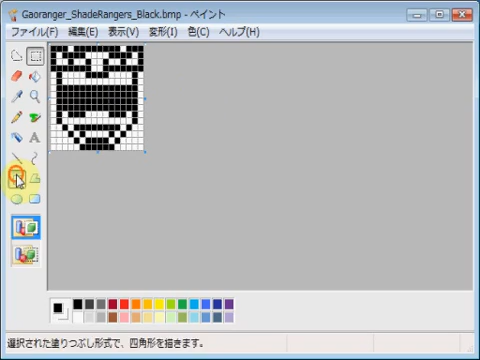 Gaoranger_ShadeRangers_Black.bmp - ペイント
ファイル(F) 編集(E) 表示(V) 変形(I) 色(C) ヘルプ(H)
A
選択された塗りつぶし形式で、四角形を描きます。